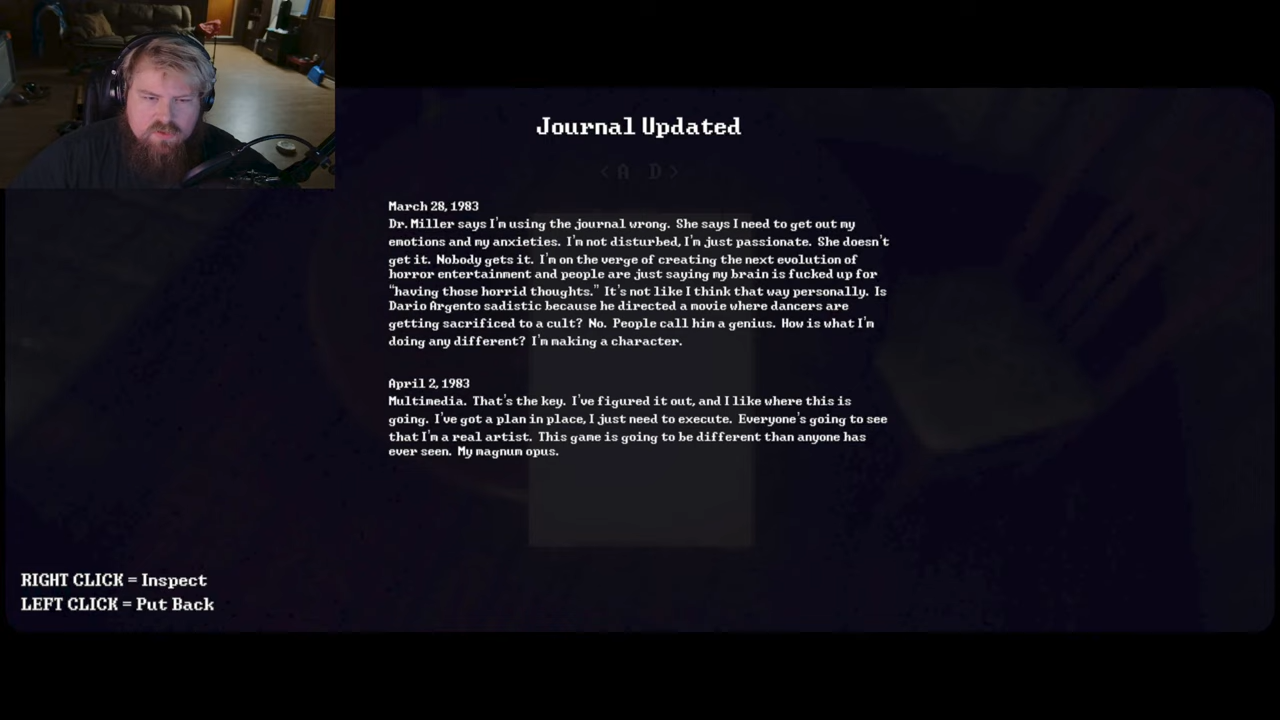 Journal Updated
< A D >
March 28, 1983
Dr. Miller says I'm using the journal wrong. She says I need to get out my
emotions and my anxieties. I'm not disturbed, I'm just passionate. She doesn't
get it. Nobody gets it. I'm on the verge of creating the next evolution of
horror entertainment and people are just saying my brain is fucked up for
"having those horrid thoughts." It's not like I think that way personally. Is
Dario Argento sadistic because he directed a movie where dancers are
getting sacrificed to a cult? No. People call him a genius. How is what I'm
doing any different? I'm making a character.
April 2, 1983
Multimedia. That's the key. I've figured it out, and I like where this is
going. I've got a plan in place, I just need to execute. Everyone's going to see
that I'm a real artist. This game is going to be different than anyone has
ever seen. My magnum opus.
RIGHT CLICK = Inspect
LEFT CLICK = Put Back